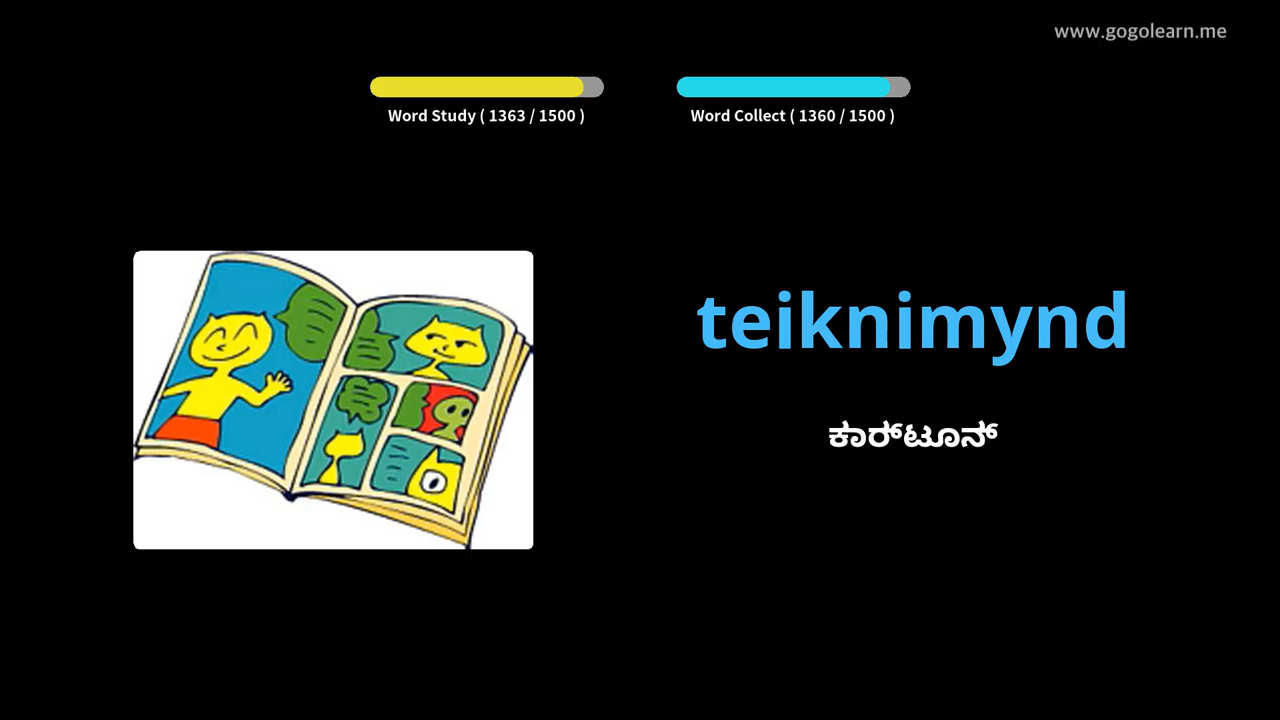 www.gogolearn.me
Word Study ( 1363 / 1500 )
Word Collect ( 1360 / 1500 )
teiknimynd
ಕಾರ್‌ಟೂನ್